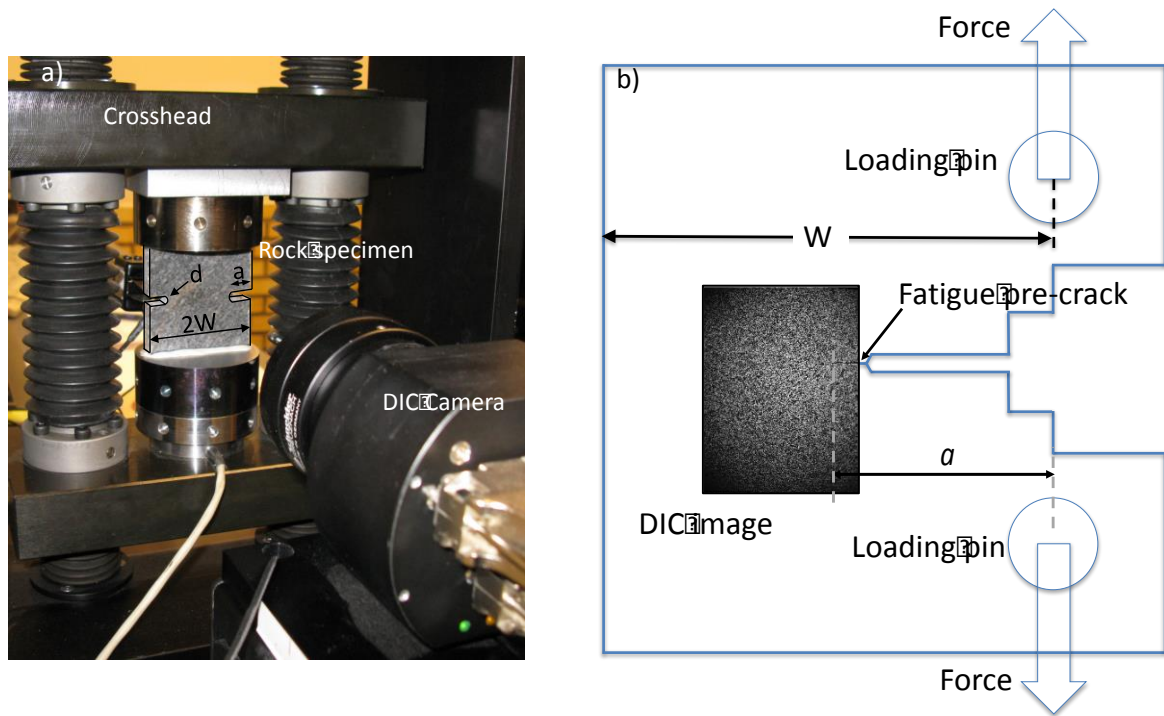 a)
Crosshead
Rock specimen
d
a
2W
DIC Camera
b)
Force
Loading pin
W
Fatigue pre-crack
a
DIC Image
Loading pin
Force